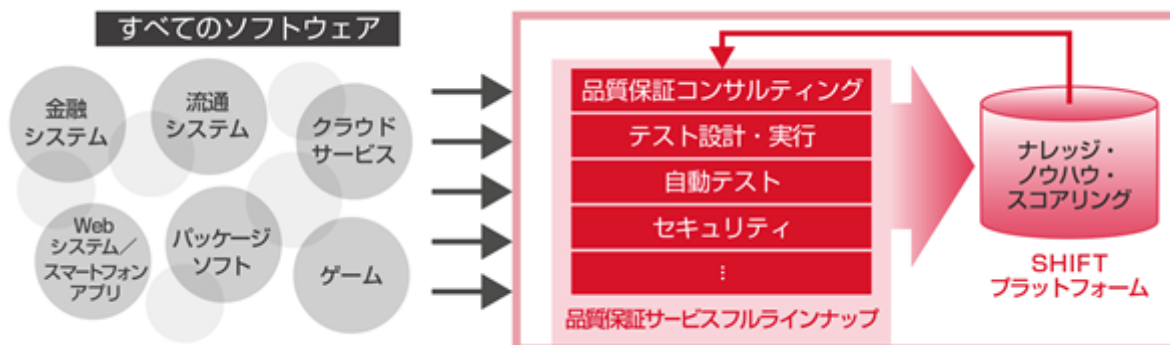 すべてのソフトウェア
金融
システム
流通
システム
クラウド
サービス
Web
システム／
スマートフォン
アプリ
パッケージ
ソフト
ゲーム
品質保証コンサルティング
テスト設計・実行
自動テスト
セキュリティ
⋮
品質保証サービスフルラインナップ
ナレッジ・
ノウハウ・
スコアリング
SHIFT
プラットフォーム